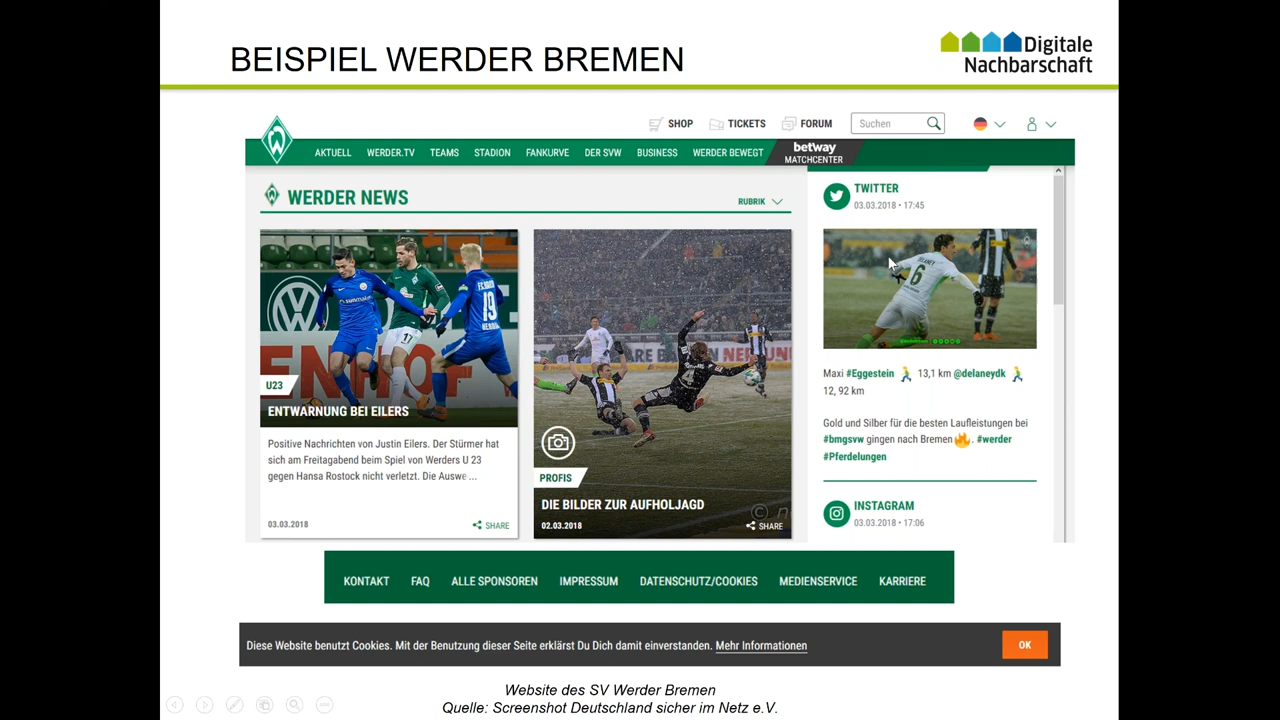 BEISPIEL WERDER BREMEN
Digitale
Nachbarschaft
SHOP
TICKETS
FORUM
Suchen
AKTUELL
WERDER.TV
TEAMS
STADION
FANKURVE
DER SVW
BUSINESS
WERDER BEWEGT
betway
MATCHCENTER
WERDER NEWS
RUBRIK
17
19
U23
ENTWARNUNG BEI EILERS
Positive Nachrichten von Justin Eilers. Der Stürmer hat
sich am Freitagabend beim Spiel von Werders U 23
gegen Hansa Rostock nicht verletzt. Die Auswe ...
03.03.2018
SHARE
4
PROFIS
DIE BILDER ZUR AUFHOLJAGD
02.03.2018
SHARE
TWITTER
03.03.2018 • 17:45
DELANEY
6
Maxi #Eggestein 13,1 km @delaneydk
12, 92 km
Gold und Silber für die besten Laufleistungen bei
#bmgsvw gingen nach Bremen #werder
#Pferdelungen
INSTAGRAM
03.03.2018 • 17:06
KONTAKT
FAQ
ALLE SPONSOREN
IMPRESSUM
DATENSCHUTZ/COOKIES
MEDIENSERVICE
KARRIERE
Diese Website benutzt Cookies. Mit der Benutzung dieser Seite erklärst Du Dich damit einverstanden. Mehr Informationen
OK
Website des SV Werder Bremen
Quelle: Screenshot Deutschland sicher im Netz e.V.